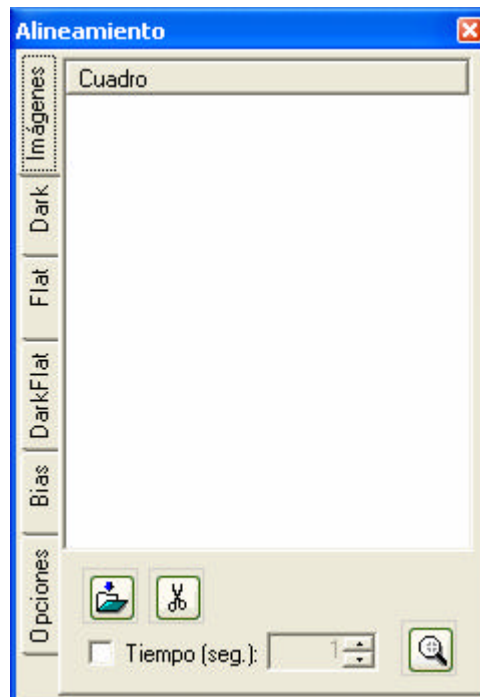 Alineamiento
Imágenes
Cuadro
Dark
Flat
DarkFlat
Bias
Opciones
Tiempo (seg.): 1